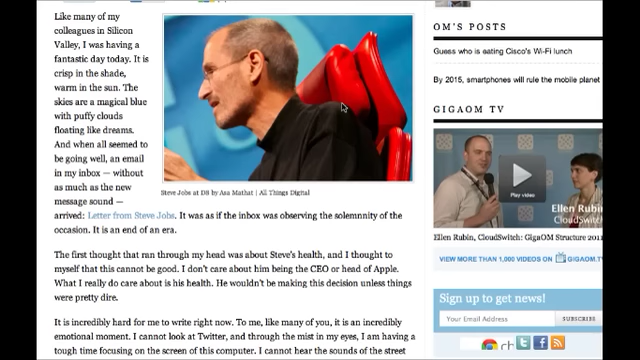 Like many of my
colleagues in Silicon
Valley, I was having a
fantastic day today. It is
crisp in the shade,
warm in the sun. The
skies are a magical blue
with puffy clouds
floating like dreams.
And when all seemed to
be going well, an email
in my inbox — without
as much as the new
message sound —
arrived: Letter from Steve Jobs. It was as if the inbox was observing the solemnity of the
occasion. It is an end of an era.
Steve Jobs at D8 by Asa Mathat | All Things Digital
The first thought that ran through my head was about Steve's health, and I thought to
myself that this cannot be good. I don't care about him being the CEO or head of Apple.
What I really do care about is his health. He wouldn't be making this decision unless things
were pretty dire.
It is incredibly hard for me to write right now. To me, like many of you, it is an incredibly
emotional moment. I cannot look at Twitter, and through the mist in my eyes, I am having a
tough time focusing on the screen of this computer. I cannot hear the sounds of the street
OM'S POSTS
Guess who is eating Cisco's Wi-Fi lunch
By 2015, smartphones will rule the mobile planet
GIGAOM TV
Play video
Ellen Rubin
CloudSwitch
Ellen Rubin, CloudSwitch: GigaOM Structure 2011
VIEW MORE THAN 1,000 VIDEOS ON GIGAOM.TV
Sign up to get news!
Your Email Address
SUBSCRIBE
ch